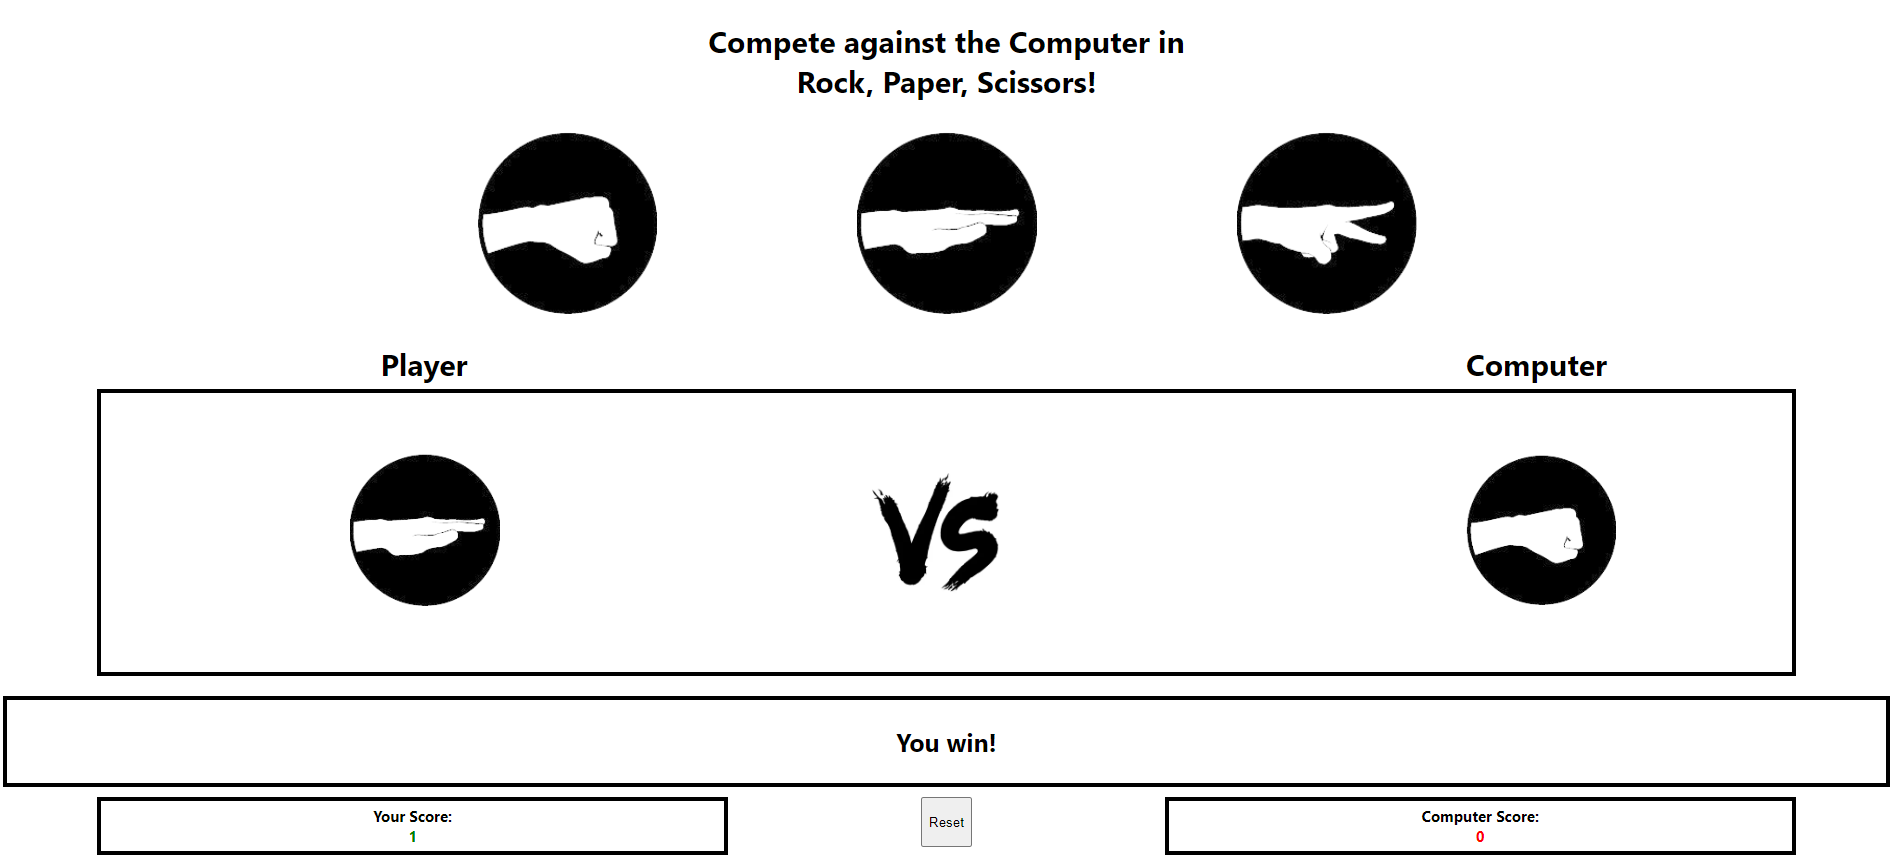 Compete against the Computer in
Rock, Paper, Scissors!
Player
Computer
VS
You win!
Your Score:
1
Reset
Computer Score:
0